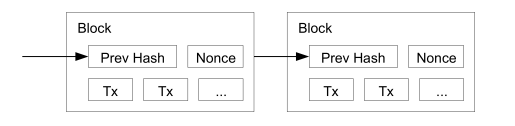 Block
Prev Hash Nonce
Tx Tx ...
Block
Prev Hash Nonce
Tx Tx ...